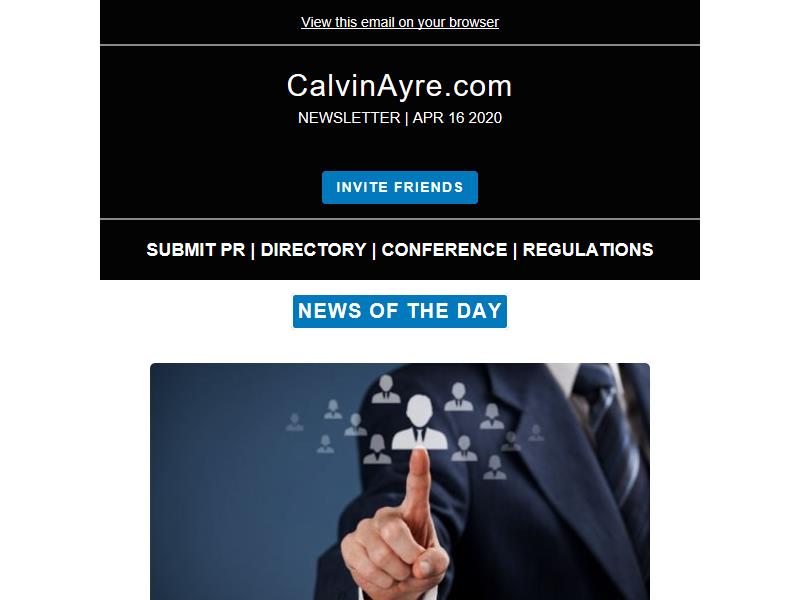 View this email on your browser
CalvinAyre.com
NEWSLETTER | APR 16 2020
INVITE FRIENDS
SUBMIT PR | DIRECTORY | CONFERENCE | REGULATIONS
NEWS OF THE DAY